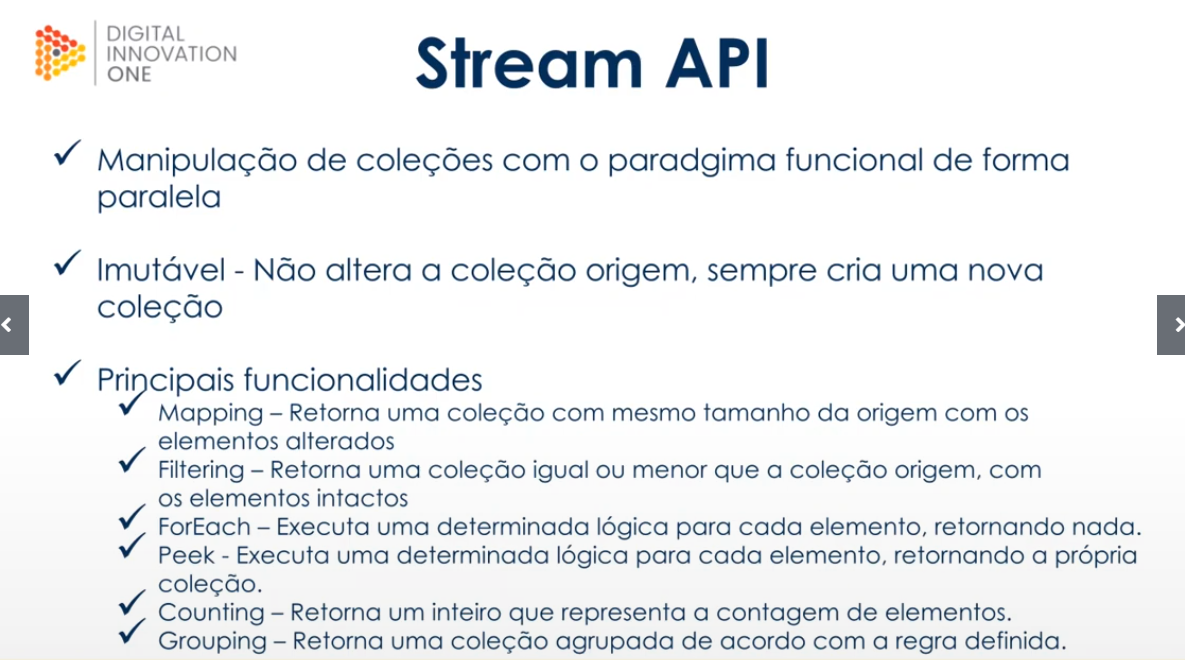 DIGITAL
INNOVATION
ONE
Stream API
Manipulação de coleções com o paradgima funcional de forma
paralela
Imutável - Não altera a coleção origem, sempre cria uma nova
coleção
Principais funcionalidades
Mapping – Retorna uma coleção com mesmo tamanho da origem com os
elementos alterados
Filtering – Retorna uma coleção igual ou menor que a coleção origem, com
os elementos intactos
ForEach – Executa uma determinada lógica para cada elemento, retornando nada.
Peek - Executa uma determinada lógica para cada elemento, retornando a própria
coleção.
Counting – Retorna um inteiro que representa a contagem de elementos.
Grouping – Retorna uma coleção agrupada de acordo com a regra definida.